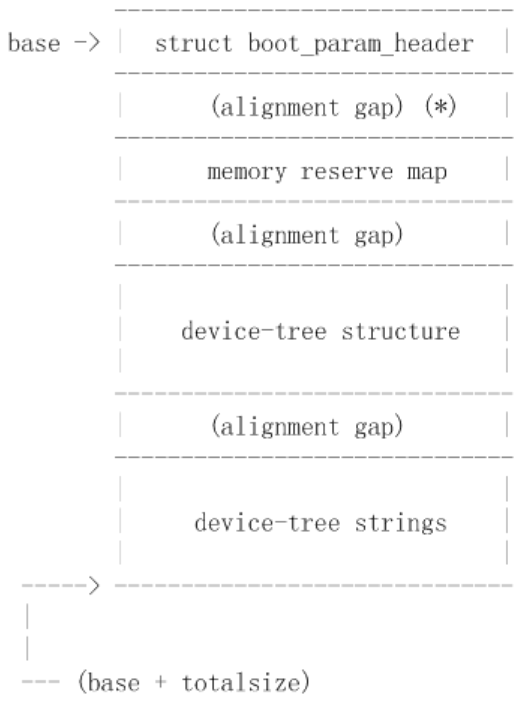 base -> struct boot_param_header
(alignment gap) (*)
memory reserve map
(alignment gap)
device-tree structure
(alignment gap)
device-tree strings
----->
--- (base + totalsize)